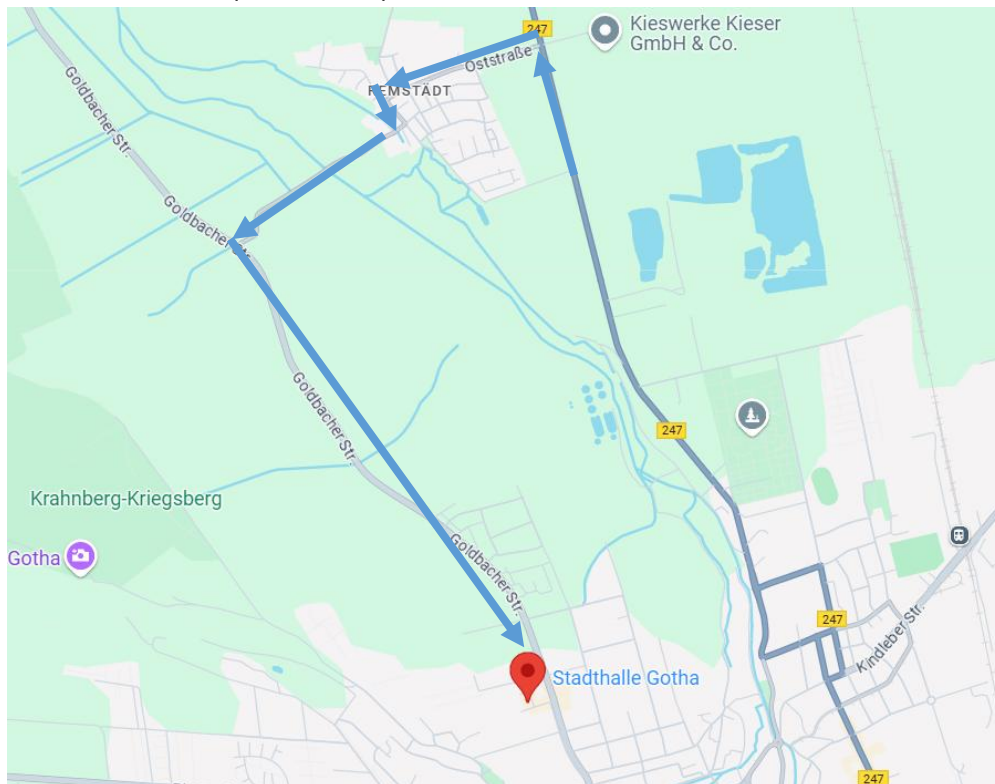 247
Kieswerke Kieser
GmbH & Co.
Oststraße
REMSTÄDT
Goldbacher Str.
Goldbacher Str.
Goldbacher Str.
247
Krahnberg-Kriegsberg
Gotha
Goldbacher Str.
247
Kindleber Str.
Stadthalle Gotha
247